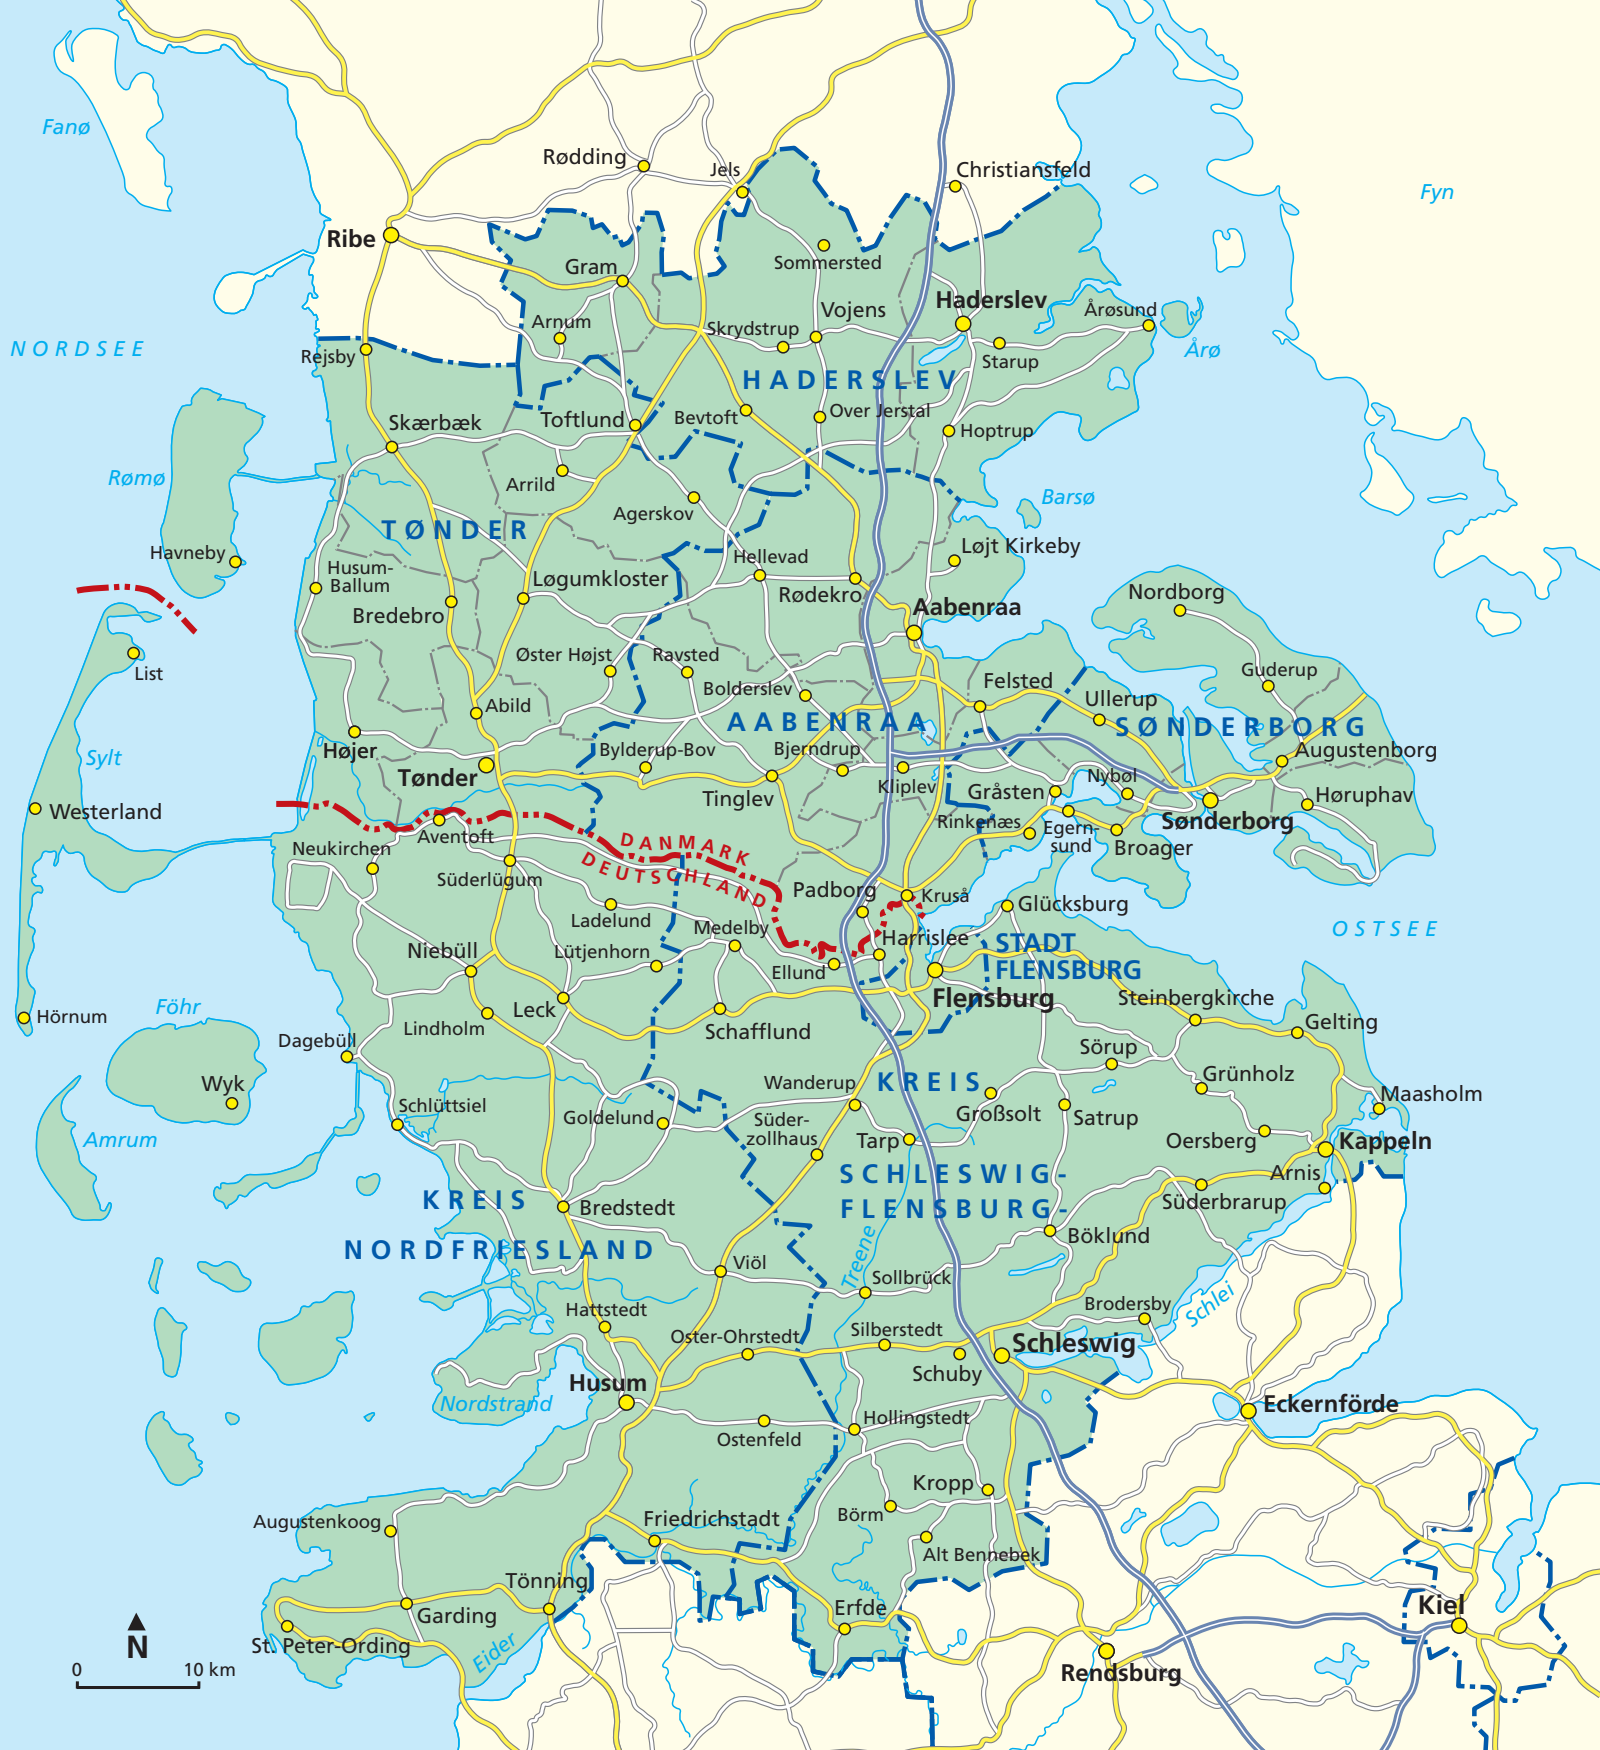 Fanø
Rødding
Jels
Christiansfeld
Fyn
Ribe
Gram
Sommersted
NORDSEE
Arnum
Rejsby
Skrydstrup
Vojens
Haderslev
Årøsund
Starup
Årø
HADERSLEV
Skærbæk
Toftlund
Bevtoft
Over Jerstal
Hoptrup
Rømø
Arrild
Agerskov
Barsø
TØNDER
Havneby
Husum-
Ballum
Løgumkloster
Hellevad
Løjt Kirkeby
Bredebro
Rødekro
Aabenraa
Nordborg
List
Øster Højst
Ravsted
Bolderslev
Felsted
Guderup
Abild
Ullerup
AABENRAA
SØNDERBORG
Højer
Sylt
Tønder
Bylderup-Bov
Bjerndrup
Augustenborg
Tinglev
Kliplev
Gråsten
Nybøl
Høruphav
Westerland
Rinkenæs
Egern-
sund
Sønderborg
Broager
Aventoft
DANMARK
DEUTSCHLAND
Neukirchen
Süderlügum
Padborg
Kruså
Glücksburg
Ladelund
Medelby
Harrislee
STADT
FLENSBURG
OSTSEE
Niebüll
Lütjenhorn
Ellund
Flensburg
Steinbergkirche
Hörnum
Föhr
Lindholm
Leck
Schafflund
Gelting
Dagebüll
Sörup
Wyk
Wanderup
KREIS
Grünholz
Großsolt
Maasholm
Schlüttsiel
Goldelund
Süder-
zollhaus
Tarp
Satrup
Oersberg
Kappeln
Amrum
SCHLESWIG-
FLENSBURG-
Arnis
KREIS
Bredstedt
Süderbrarup
NORDFRIESLAND
Treene
Böklund
Viöl
Sollbrück
Schlei
Hattstedt
Brodersby
Oster-Ohrstedt
Silberstedt
Schleswig
Schuby
Husum
Nordstrand
Eckernförde
Ostenfeld
Hollingstedt
Kropp
Augustenkoog
Friedrichstadt
Börm
Alt Bennebek
Tönning
Garding
Erfde
Kiel
N
St. Peter-Ording
Eider
Rendsburg
0 10 km